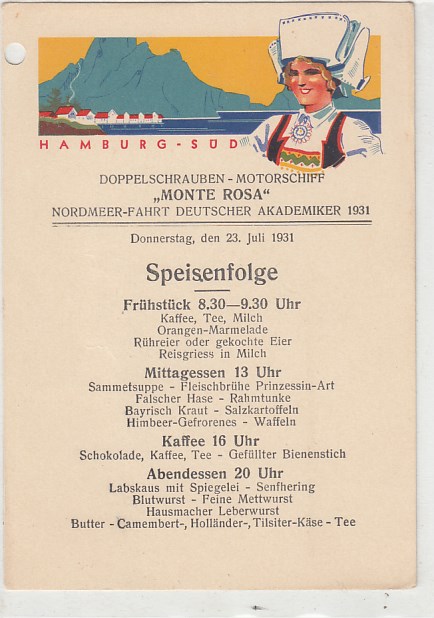 HAMBURG - SÜD
DOPPELSCHRAUBEN - MOTORSCHIFF
„MONTE ROSA"
NORDMEER-FAHRT DEUTSCHER AKADEMIKER 1931
Donnerstag, den 23. Juli 1931
Speisenfolge
Frühstück 8.30—9.30 Uhr
Kaffee, Tee, Milch
Orangen-Marmelade
Rühreier oder gekochte Eier
Reisgriess in Milch
Mittagessen 13 Uhr
Sammetsuppe - Fleischbrühe Prinzessin-Art
Falscher Hase - Rahmtunke
Bayrisch Kraut - Salzkartoffeln
Himbeer-Gefrorenes - Waffeln
Kaffee 16 Uhr
Schokolade, Kaffee, Tee - Gefüllter Bienenstich
Abendessen 20 Uhr
Labskaus mit Spiegelei - Senfhering
Blutwurst - Feine Mettwurst
Hausmacher Leberwurst
Butter - Camembert-, Holländer-, Tilsiter-Käse - Tee